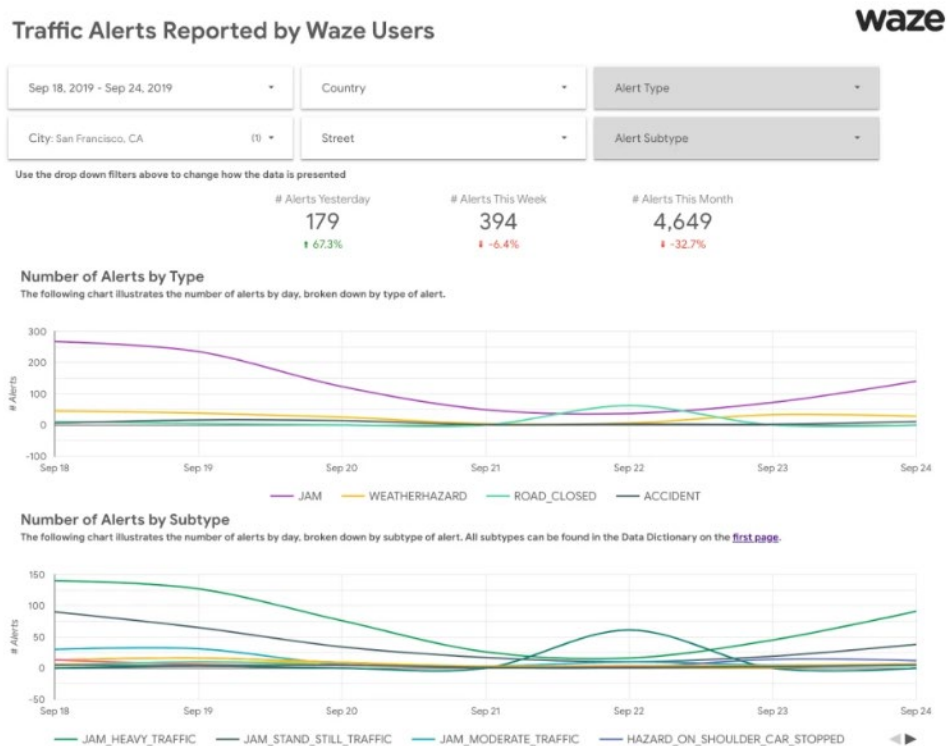 Traffic Alerts Reported by Waze Users
waze
Sep 18, 2019 - Sep 24, 2019
Country
Alert Type
City: San Francisco, CA (1)
Street
Alert Subtype
Use the drop down filters above to change how the data is presented
# Alerts Yesterday
# Alerts This Week
# Alerts This Month
179
394
4,649
67.3%
-6.4%
-32.7%
Number of Alerts by Type
The following chart illustrates the number of alerts by day, broken down by type of alert.
300
200
100
0
-100
# Alerts
Sep 18 Sep 19 Sep 20 Sep 21 Sep 22 Sep 23 Sep 24
JAM WEATHERHAZARD ROAD_CLOSED ACCIDENT
Number of Alerts by Subtype
The following chart illustrates the number of alerts by day, broken down by subtype of alert. All subtypes can be found in the Data Dictionary on the first page.
150
100
50
0
-50
# Alerts
Sep 18 Sep 19 Sep 20 Sep 21 Sep 22 Sep 23 Sep 24
JAM_HEAVY_TRAFFIC JAM_STAND_STILL_TRAFFIC JAM_MODERATE_TRAFFIC HAZARD_ON_SHOULDER_CAR_STOPPED